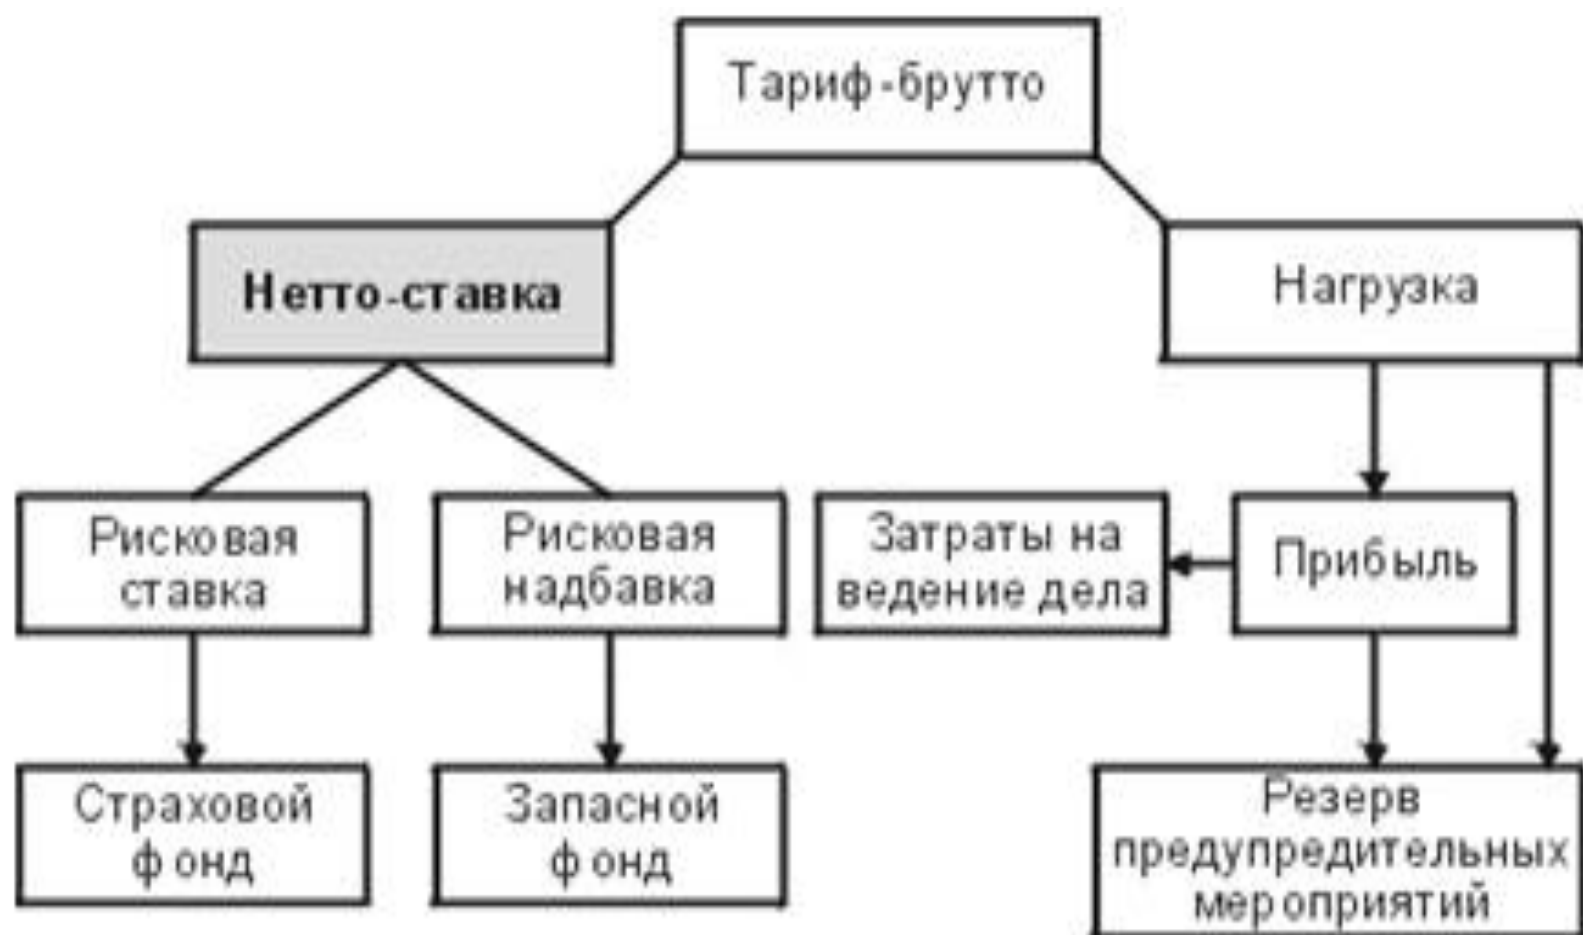 Тариф-брутто
Нетто-ставка
Нагрузка
Рисковая
ставка
Рисковая
надбавка
Затраты на
ведение дела
Прибыль
Страховой
фонд
Запасной
фонд
Резерв
предупредительных
мероприятий